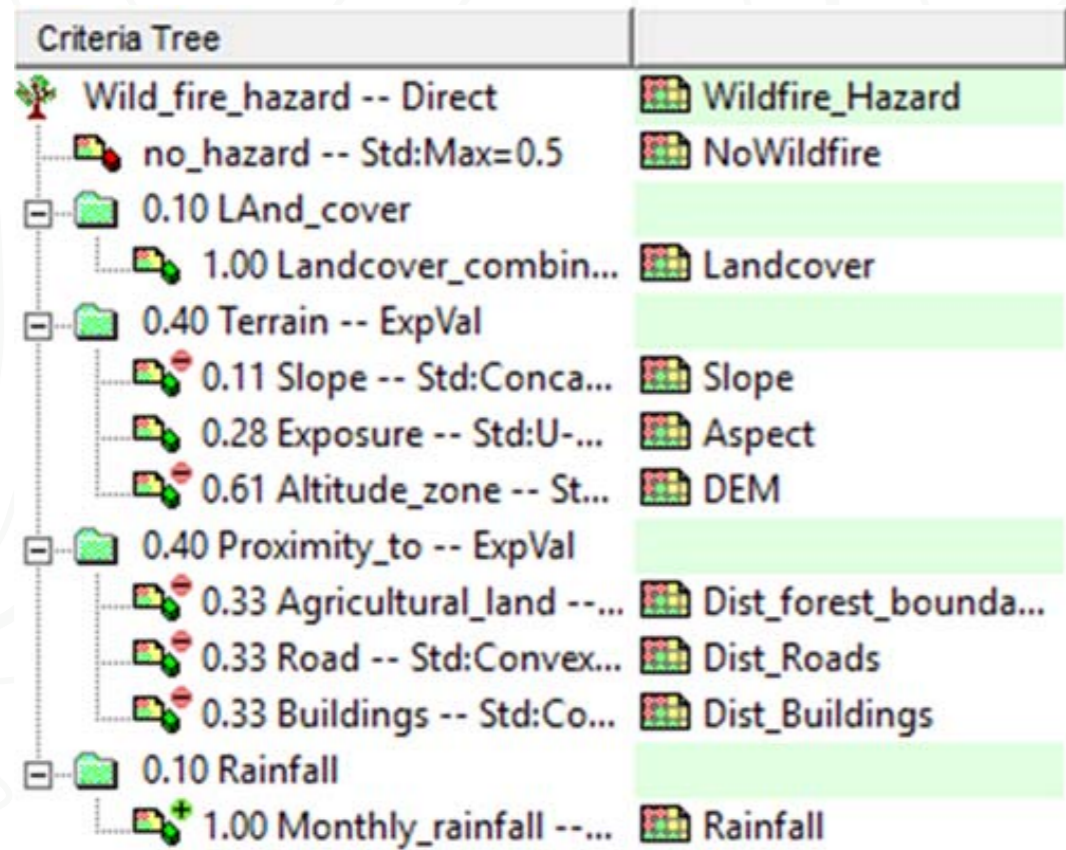 Criteria Tree
Wild_fire_hazard -- Direct Wildfire_Hazard
no_hazard -- Std:Max=0.5 NoWildfire
0.10 LAnd_cover
1.00 Landcover_combin... Landcover
0.40 Terrain -- ExpVal
0.11 Slope -- Std:Conca... Slope
0.28 Exposure -- Std:U-... Aspect
0.61 Altitude_zone -- St... DEM
0.40 Proximity_to -- ExpVal
0.33 Agricultural_land --... Dist_forest_bounda...
0.33 Road -- Std:Convex... Dist_Roads
0.33 Buildings -- Std:Co... Dist_Buildings
0.10 Rainfall
1.00 Monthly_rainfall --... Rainfall